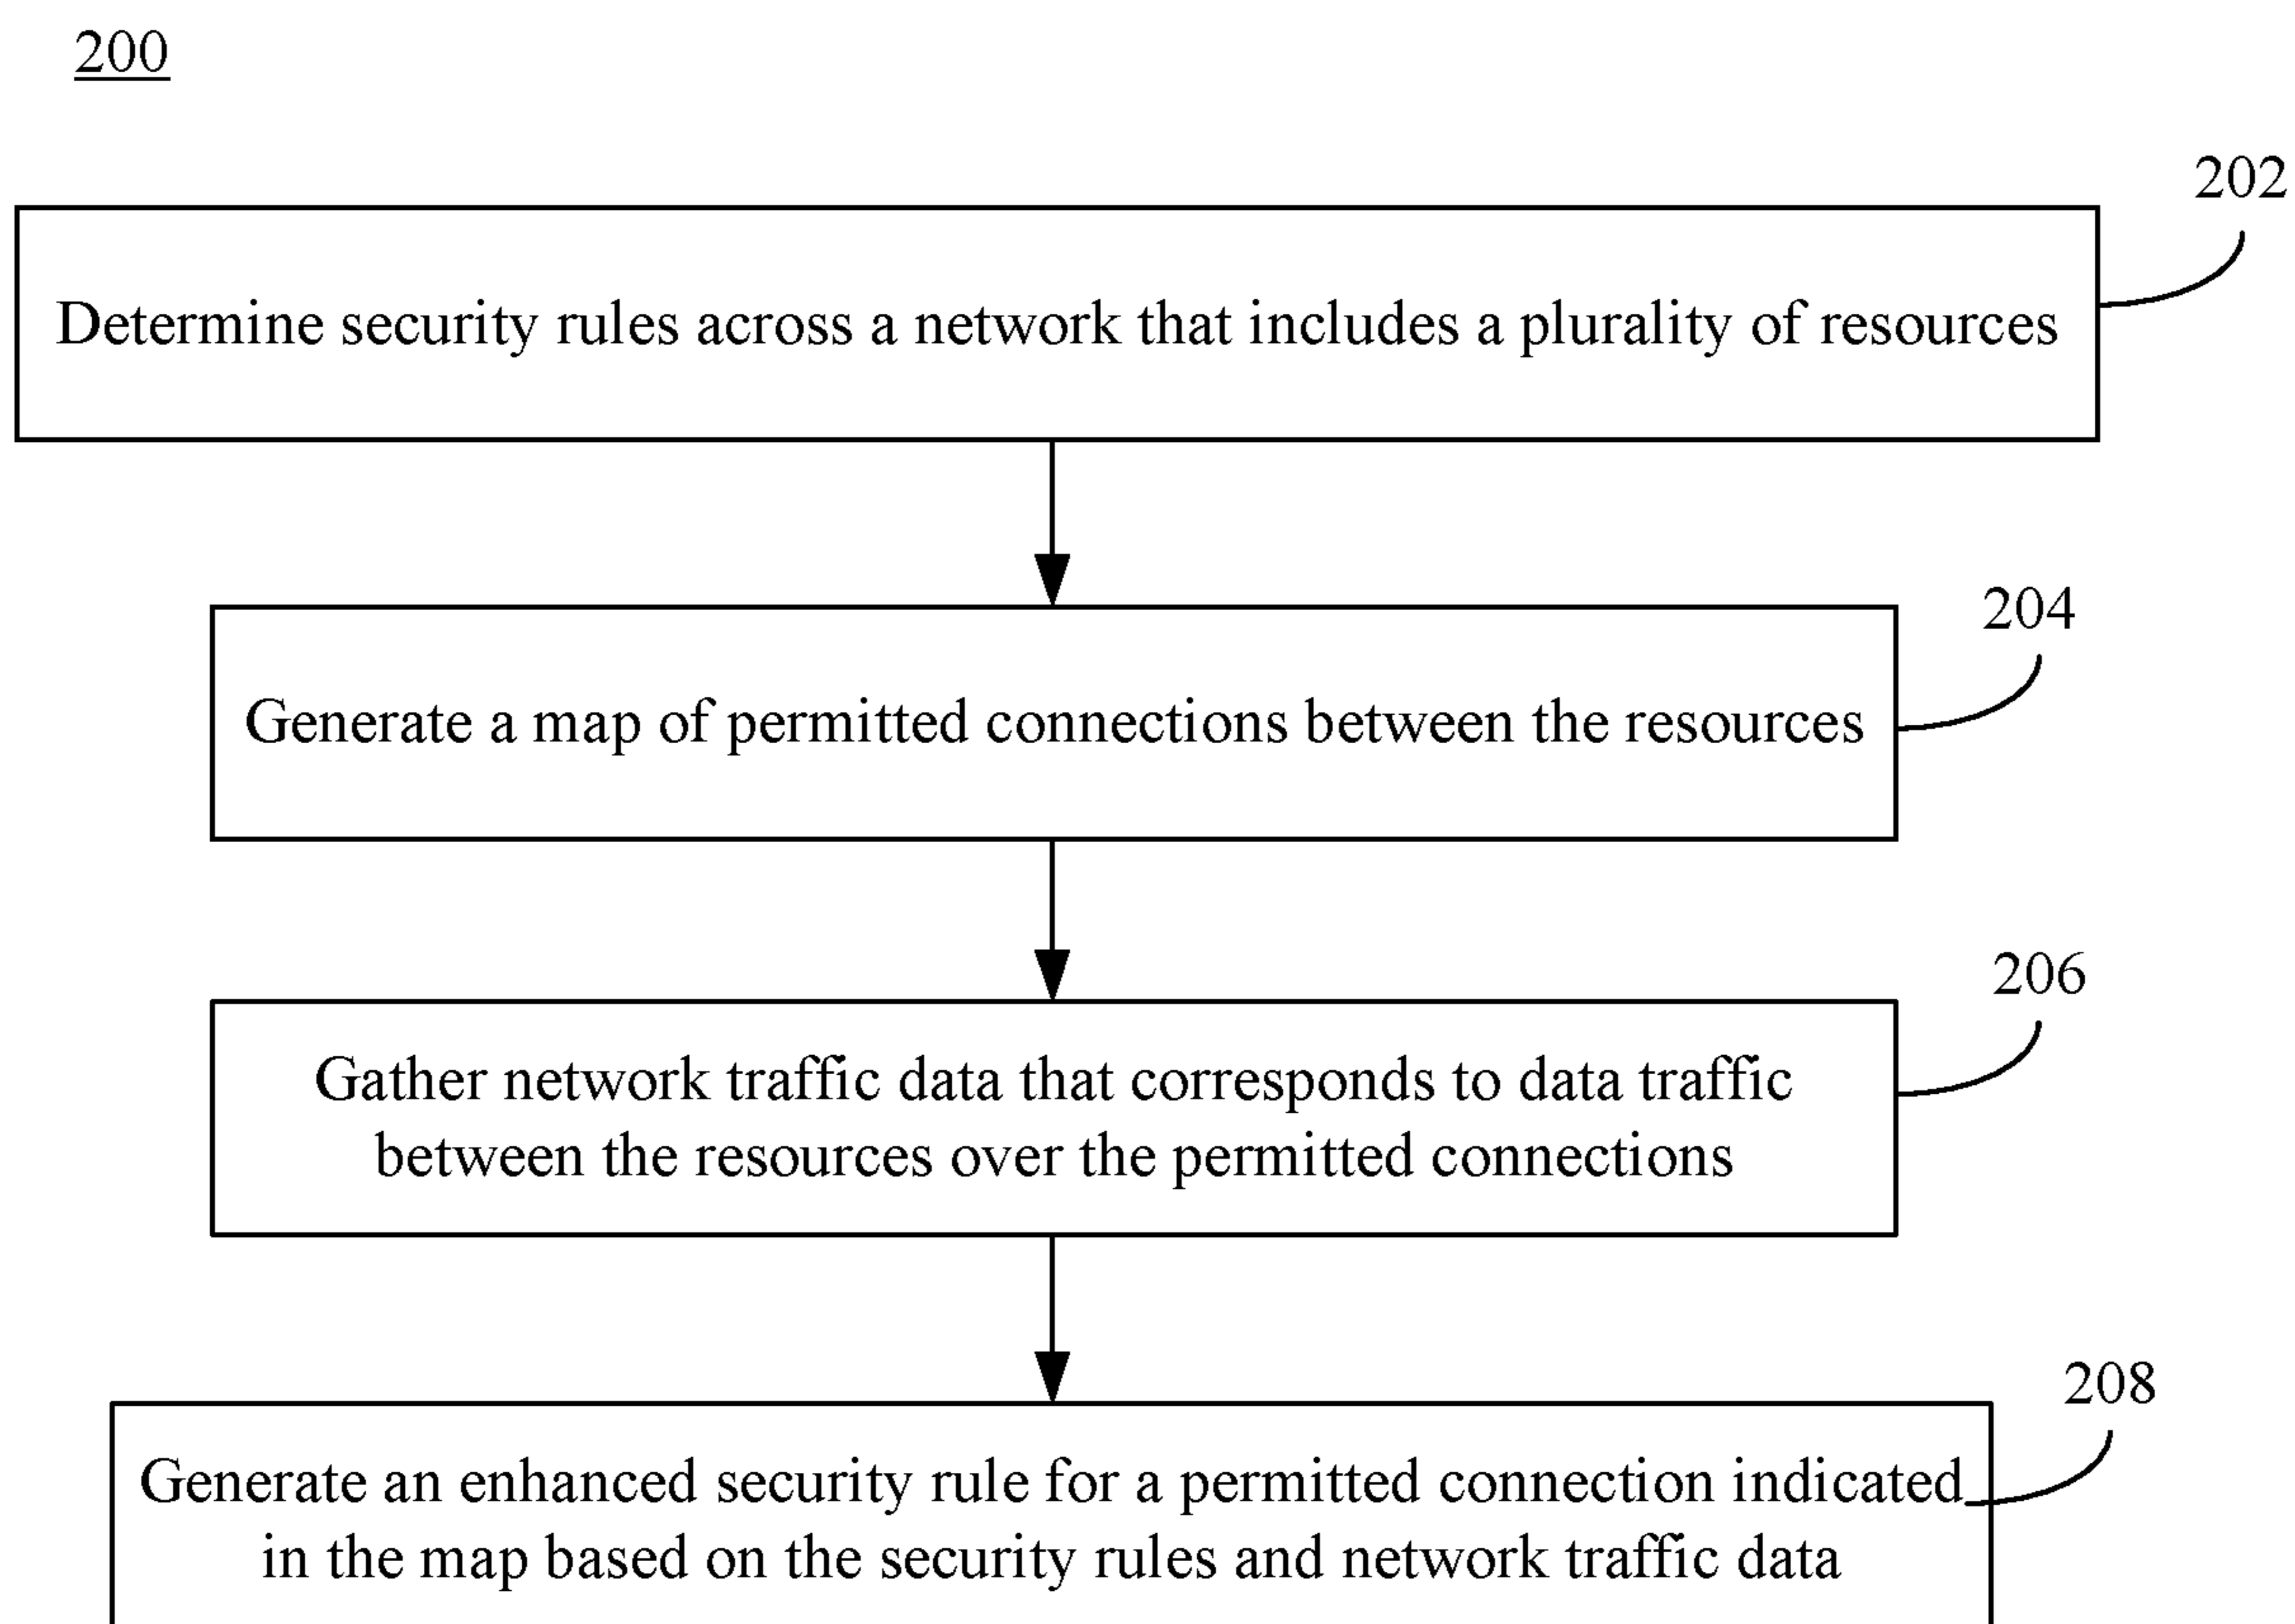 200
202
Determine security rules across a network that includes a plurality of resources
204
Generate a map of permitted connections between the resources
206
Gather network traffic data that corresponds to data traffic
between the resources over the permitted connections
208
Generate an enhanced security rule for a permitted connection indicated
in the map based on the security rules and network traffic data